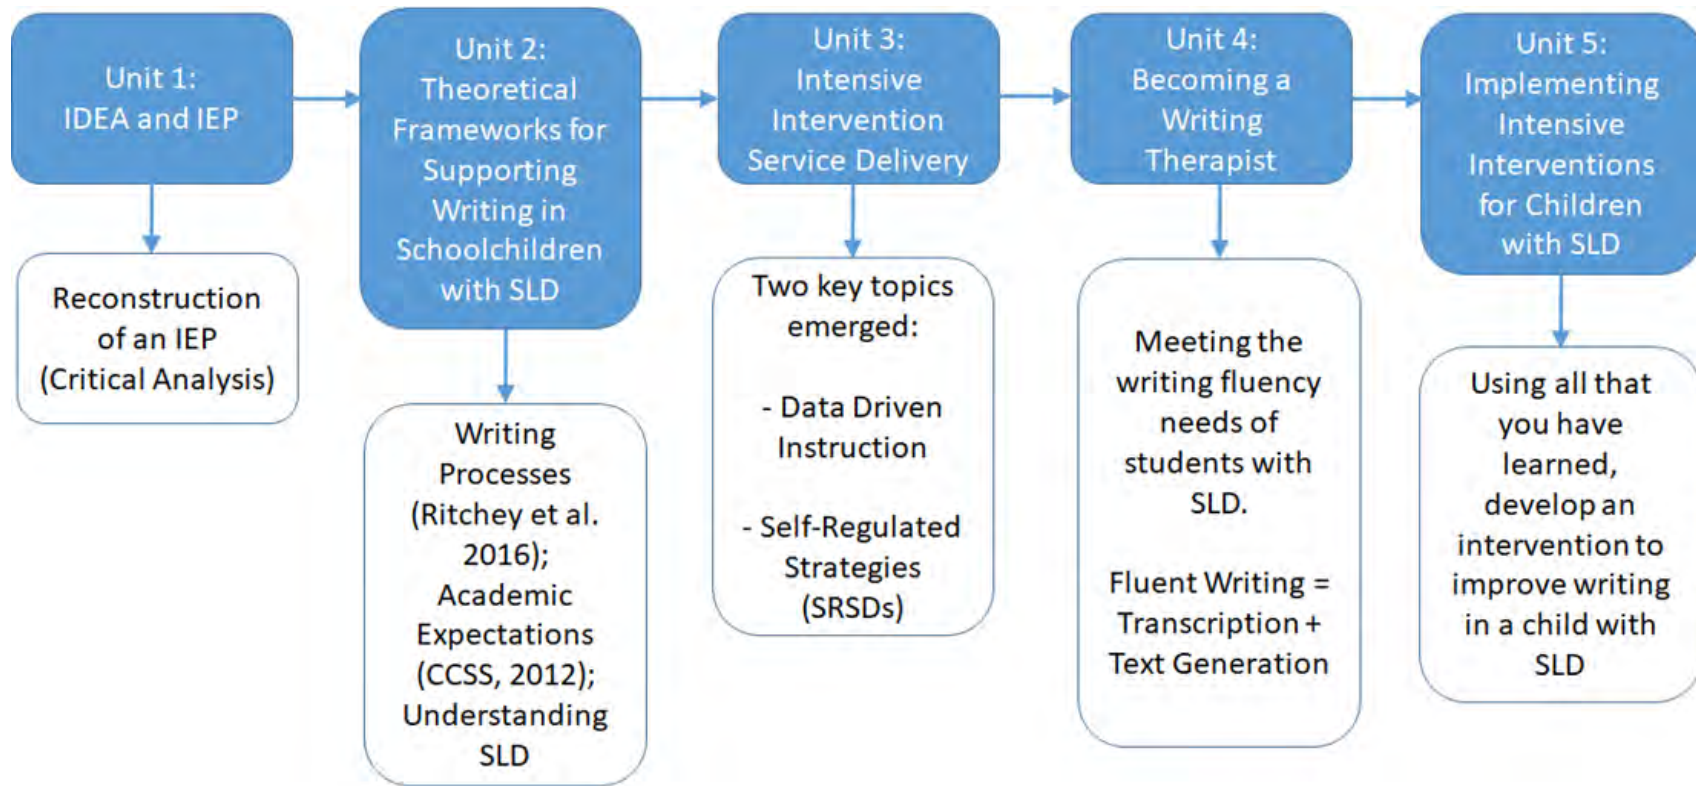 Unit 1:
IDEA and IEP
Reconstruction
of an IEP
(Critical Analysis)
Unit 2:
Theoretical
Frameworks for
Supporting
Writing in
Schoolchildren
with SLD
Writing
Processes
(Ritchey et al.
2016);
Academic
Expectations
(CCSS, 2012);
Understanding
SLD
Unit 3:
Intensive
Intervention
Service Delivery
Two key topics
emerged:
- Data Driven
Instruction
- Self-Regulated
Strategies
(SRSDs)
Unit 4:
Becoming a
Writing
Therapist
Meeting the
writing fluency
needs of
students with
SLD.
Fluent Writing =
Transcription +
Text Generation
Unit 5:
Implementing
Intensive
Interventions
for Children
with SLD
Using all that
you have
learned,
develop an
intervention to
improve writing
in a child with
SLD